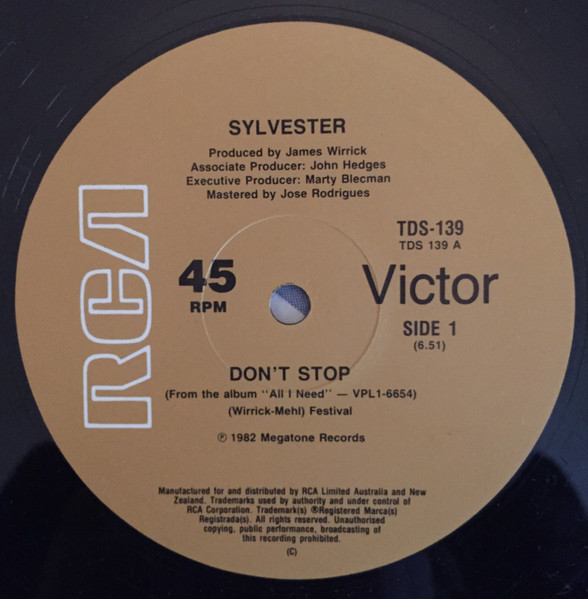 SYLVESTER
Produced by James Wirrick
Associate Producer: John Hedges
Executive Producer: Marty Blecman
Mastered by Jose Rodrigues
RCA
45
RPM
TDS-139
TDS 139 A
Victor
SIDE 1
(6.51)
DON'T STOP
(From the album "All I Need" — VPL1-6654)
(Wirrick-Mehl) Festival
℗ 1982 Megatone Records
Manufactured for and distributed by RCA Limited Australia and New
Zealand. Trademarks used by authority and under control of
RCA Corporation. Trademark(s) ®Registered Marca(s)
Registrada(s). All rights reserved. Unauthorised
copying, public performance, broadcasting of
this recording prohibited.
(C)